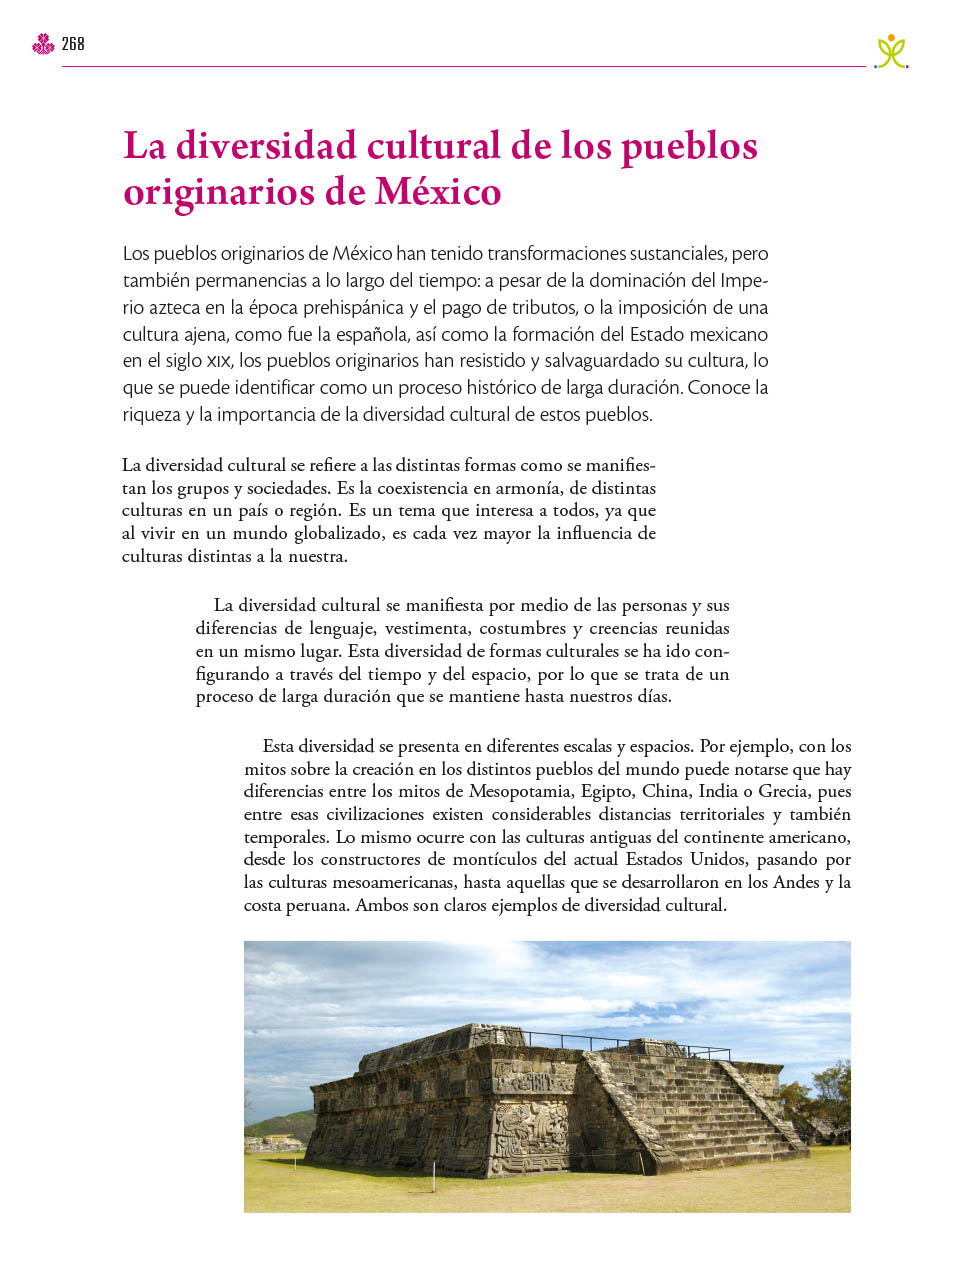 268
La diversidad cultural de los pueblos
originarios de México
Los pueblos originarios de México han tenido transformaciones sustanciales, pero
también permanencias a lo largo del tiempo: a pesar de la dominación del Impe-
rio azteca en la época prehispánica y el pago de tributos, o la imposición de una
cultura ajena, como fue la española, así como la formación del Estado mexicano
en el siglo XIX, los pueblos originarios han resistido y salvaguardado su cultura, lo
que se puede identificar como un proceso histórico de larga duración. Conoce la
riqueza y la importancia de la diversidad cultural de estos pueblos.
La diversidad cultural se refiere a las distintas formas como se manifies-
tan los grupos y sociedades. Es la coexistencia en armonía, de distintas
culturas en un país o región. Es un tema que interesa a todos, ya que
al vivir en un mundo globalizado, es cada vez mayor la influencia de
culturas distintas a la nuestra.
La diversidad cultural se manifiesta por medio de las personas y sus
diferencias de lenguaje, vestimenta, costumbres y creencias reunidas
en un mismo lugar. Esta diversidad de formas culturales se ha ido con-
figurando a través del tiempo y del espacio, por lo que se trata de un
proceso de larga duración que se mantiene hasta nuestros días.
Esta diversidad se presenta en diferentes escalas y espacios. Por ejemplo, con los
mitos sobre la creación en los distintos pueblos del mundo puede notarse que hay
diferencias entre los mitos de Mesopotamia, Egipto, China, India o Grecia, pues
entre esas civilizaciones existen considerables distancias territoriales y también
temporales. Lo mismo ocurre con las culturas antiguas del continente americano,
desde los constructores de montículos del actual Estados Unidos, pasando por
las culturas mesoamericanas, hasta aquellas que se desarrollaron en los Andes y la
costa peruana. Ambos son claros ejemplos de diversidad cultural.